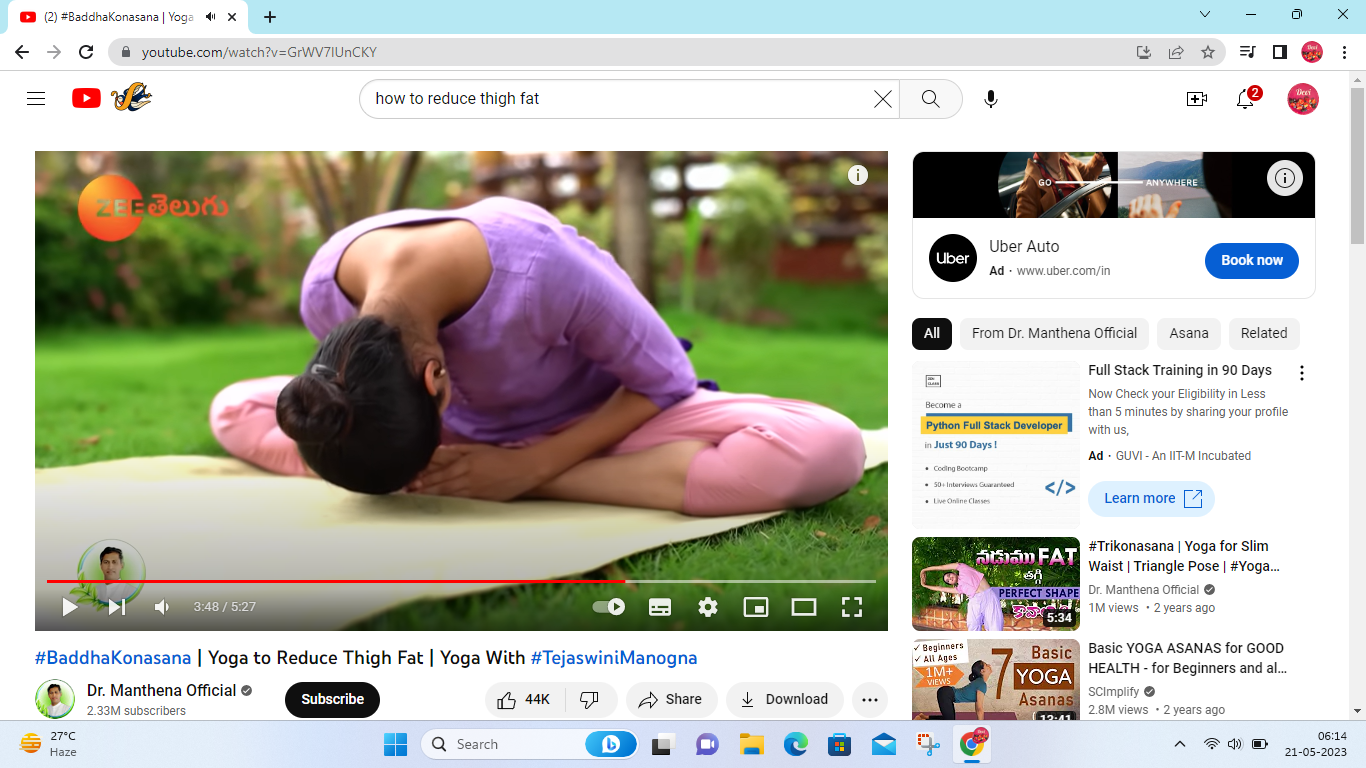 (2) #BaddhaKonasana | Yoga
youtube.com/watch?v=GrWV7IUnCKY
how to reduce thigh fat
2
Devi
ZEE తెలుగు
3:48 / 5:27
#BaddhaKonasana | Yoga to Reduce Thigh Fat | Yoga With #TejaswiniManogna
Dr. Manthena Official
2.33M subscribers
Subscribe
44K
Share
Download
GO ANYWHERE
Uber
Uber Auto
Ad · www.uber.com/in
Book now
All
From Dr. Manthena Official
Asana
Related
Become a
Python Full Stack Developer
in Just 90 Days !
• Coding Bootcamp
• 50+ Interviews Guaranteed
• Live Online Classes
</>
Full Stack Training in 90 Days
Now Check your Eligibility in Less
than 5 minutes by sharing your profile
with us,
Ad · GUVI - An IIT-M Incubated
Learn more
నడుము FAT
తగ్గి
PERFECT SHAPE
5:34
#Trikonasana | Yoga for Slim
Waist | Triangle Pose | #Yoga...
Dr. Manthena Official
1M views • 2 years ago
✓ Beginners
✓ All Ages
1M+
VIEWS
7 Basic
YOGA
Asanas
13:41
Basic YOGA ASANAS for GOOD
HEALTH - for Beginners and al...
SCImplify
2.8M views • 2 years ago
27°C
Haze
Search
06:14
21-05-2023